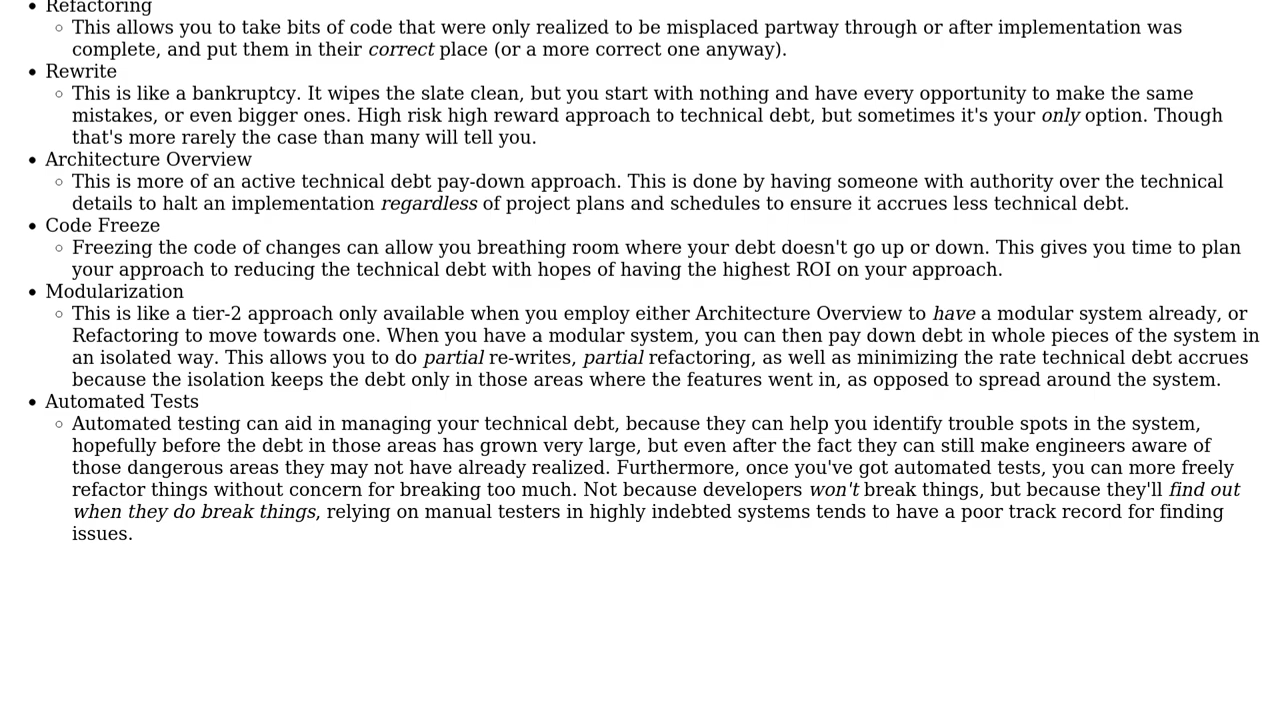 Refactoring
This allows you to take bits of code that were only realized to be misplaced partway through or after implementation was
complete, and put them in their correct place (or a more correct one anyway).
Rewrite
This is like a bankruptcy. It wipes the slate clean, but you start with nothing and have every opportunity to make the same
mistakes, or even bigger ones. High risk high reward approach to technical debt, but sometimes it's your only option. Though
that's more rarely the case than many will tell you.
Architecture Overview
This is more of an active technical debt pay-down approach. This is done by having someone with authority over the technical
details to halt an implementation regardless of project plans and schedules to ensure it accrues less technical debt.
Code Freeze
Freezing the code of changes can allow you breathing room where your debt doesn't go up or down. This gives you time to plan
your approach to reducing the technical debt with hopes of having the highest ROI on your approach.
Modularization
This is like a tier-2 approach only available when you employ either Architecture Overview to have a modular system already, or
Refactoring to move towards one. When you have a modular system, you can then pay down debt in whole pieces of the system in
an isolated way. This allows you to do partial re-writes, partial refactoring, as well as minimizing the rate technical debt accrues
because the isolation keeps the debt only in those areas where the features went in, as opposed to spread around the system.
Automated Tests
Automated testing can aid in managing your technical debt, because they can help you identify trouble spots in the system,
hopefully before the debt in those areas has grown very large, but even after the fact they can still make engineers aware of
those dangerous areas they may not have already realized. Furthermore, once you've got automated tests, you can more freely
refactor things without concern for breaking too much. Not because developers won't break things, but because they'll find out
when they do break things, relying on manual testers in highly indebted systems tends to have a poor track record for finding
issues.